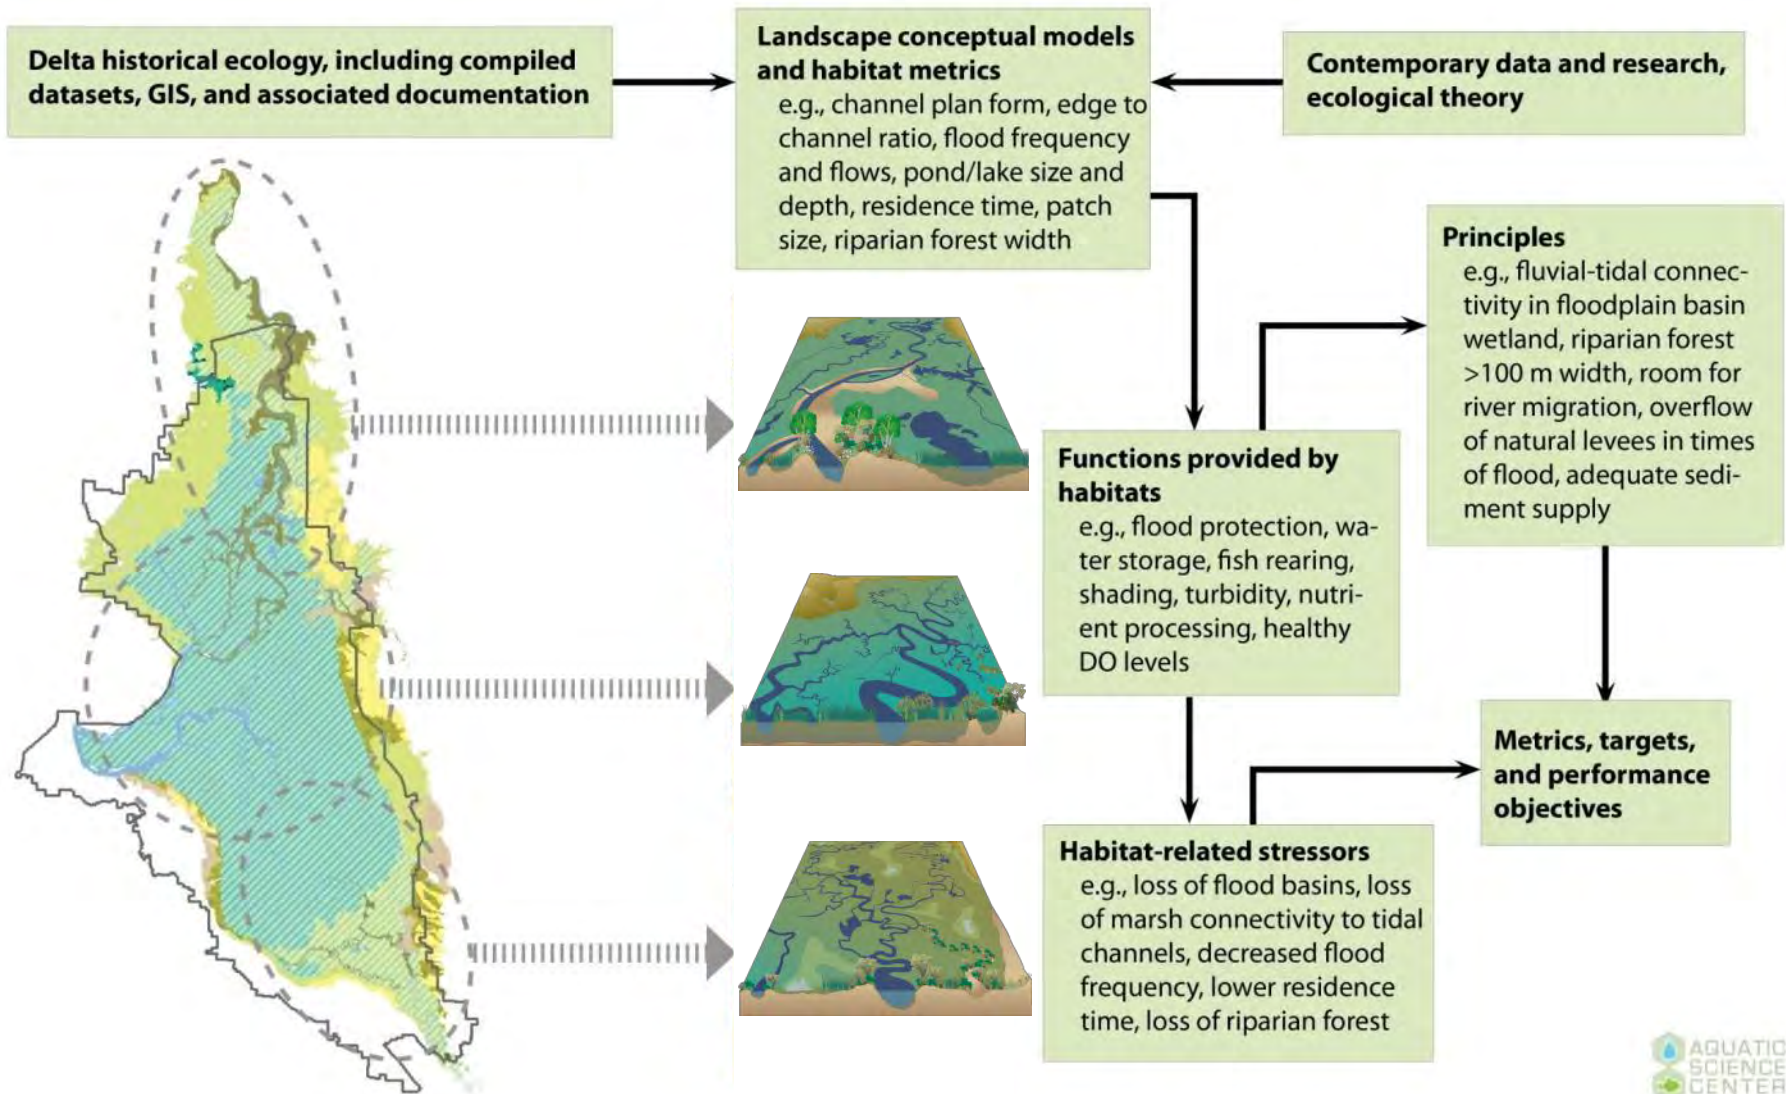 Delta historical ecology, including compiled
datasets, GIS, and associated documentation
Landscape conceptual models
and habitat metrics
e.g., channel plan form, edge to
channel ratio, flood frequency
and flows, pond/lake size and
depth, residence time, patch
size, riparian forest width
Contemporary data and research,
ecological theory
Principles
e.g., fluvial-tidal connec-
tivity in floodplain basin
wetland, riparian forest
>100 m width, room for
river migration, overflow
of natural levees in times
of flood, adequate sedi-
ment supply
Functions provided by
habitats
e.g., flood protection, wa-
ter storage, fish rearing,
shading, turbidity, nutri-
ent processing, healthy
DO levels
Metrics, targets,
and performance
objectives
Habitat-related stressors
e.g., loss of flood basins, loss
of marsh connectivity to tidal
channels, decreased flood
frequency, lower residence
time, loss of riparian forest
AQUATIC
SCIENCE
CENTER